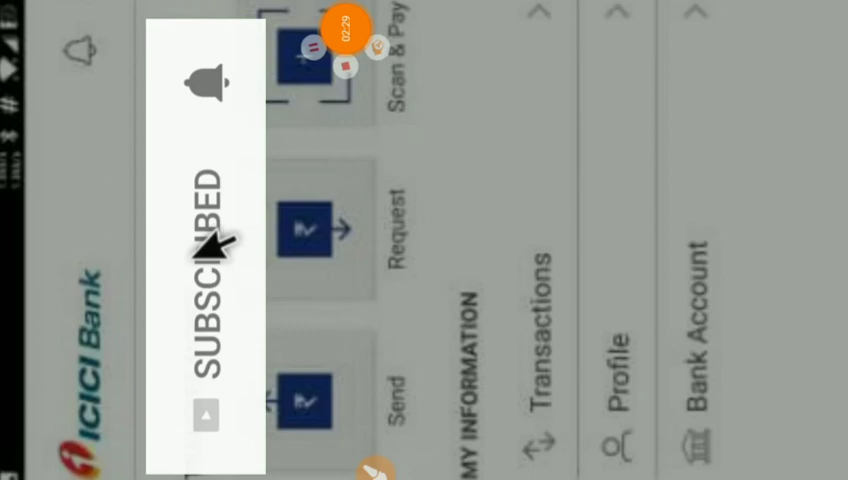 ICICI Bank
SUBSCRIBED
02:29
Send
Request
Scan & Pay
MY INFORMATION
Transactions
Profile
Bank Account